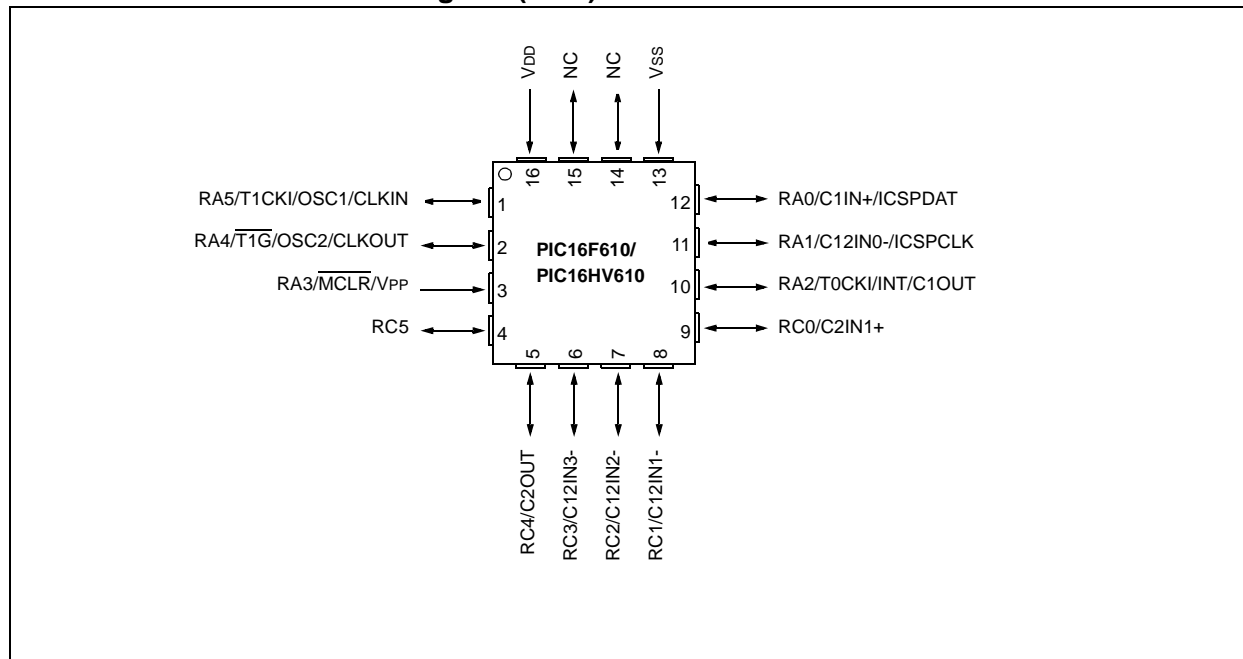 VDD
NC
NC
VSS
16
15
14
13
RA5/T1CKI/OSC1/CLKIN
1
RA4/T1G/OSC2/CLKOUT
2
RA3/MCLR/VPP
3
RC5
4
PIC16F610/
PIC16HV610
12
RA0/C1IN+/ICSPDAT
11
RA1/C12IN0-/ICSPCLK
10
RA2/T0CKI/INT/C1OUT
9
RC0/C2IN1+
5
6
7
8
RC4/C2OUT
RC3/C12IN3-
RC2/C12IN2-
RC1/C12IN1-